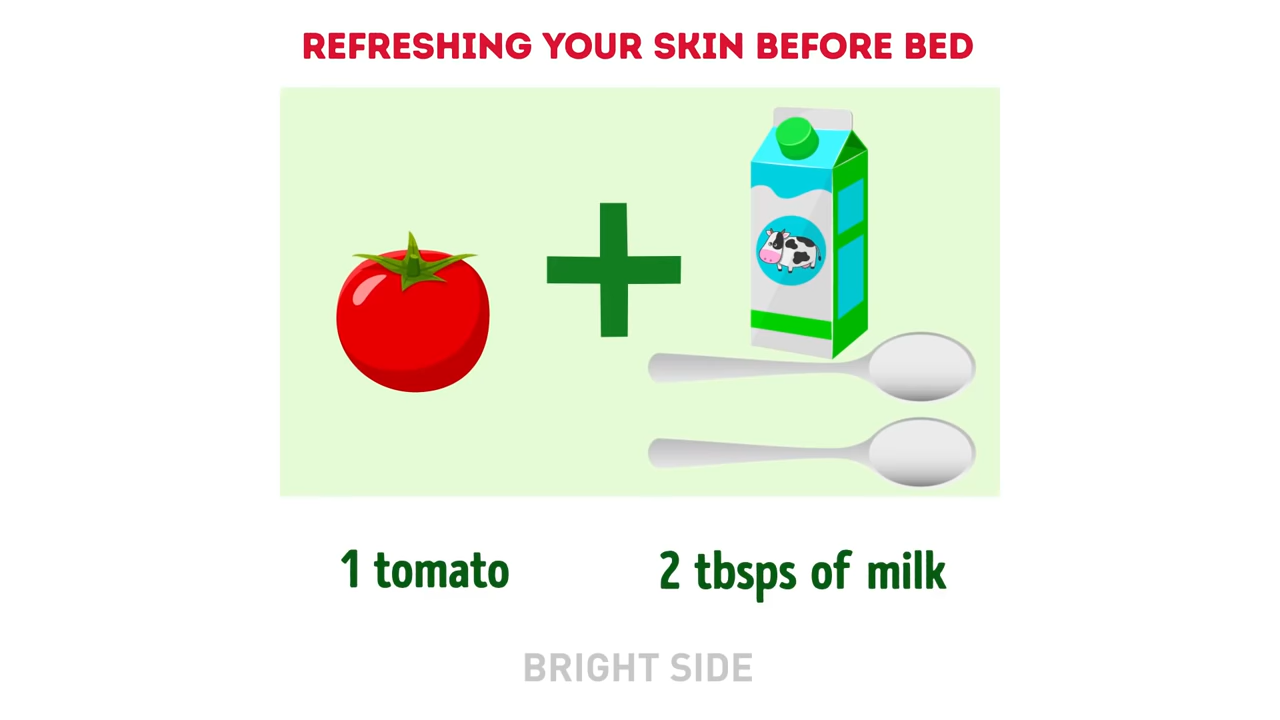 REFRESHING YOUR SKIN BEFORE BED
1 tomato
2 tbsps of milk
BRIGHT SIDE